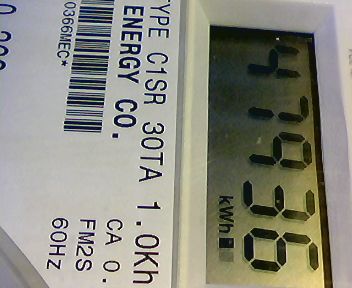 47936
kWh
TYPE C1SR 30TA 1.0Kh
ENERGY CO.
CA 0.
FM2S
60HZ
0366MEC*